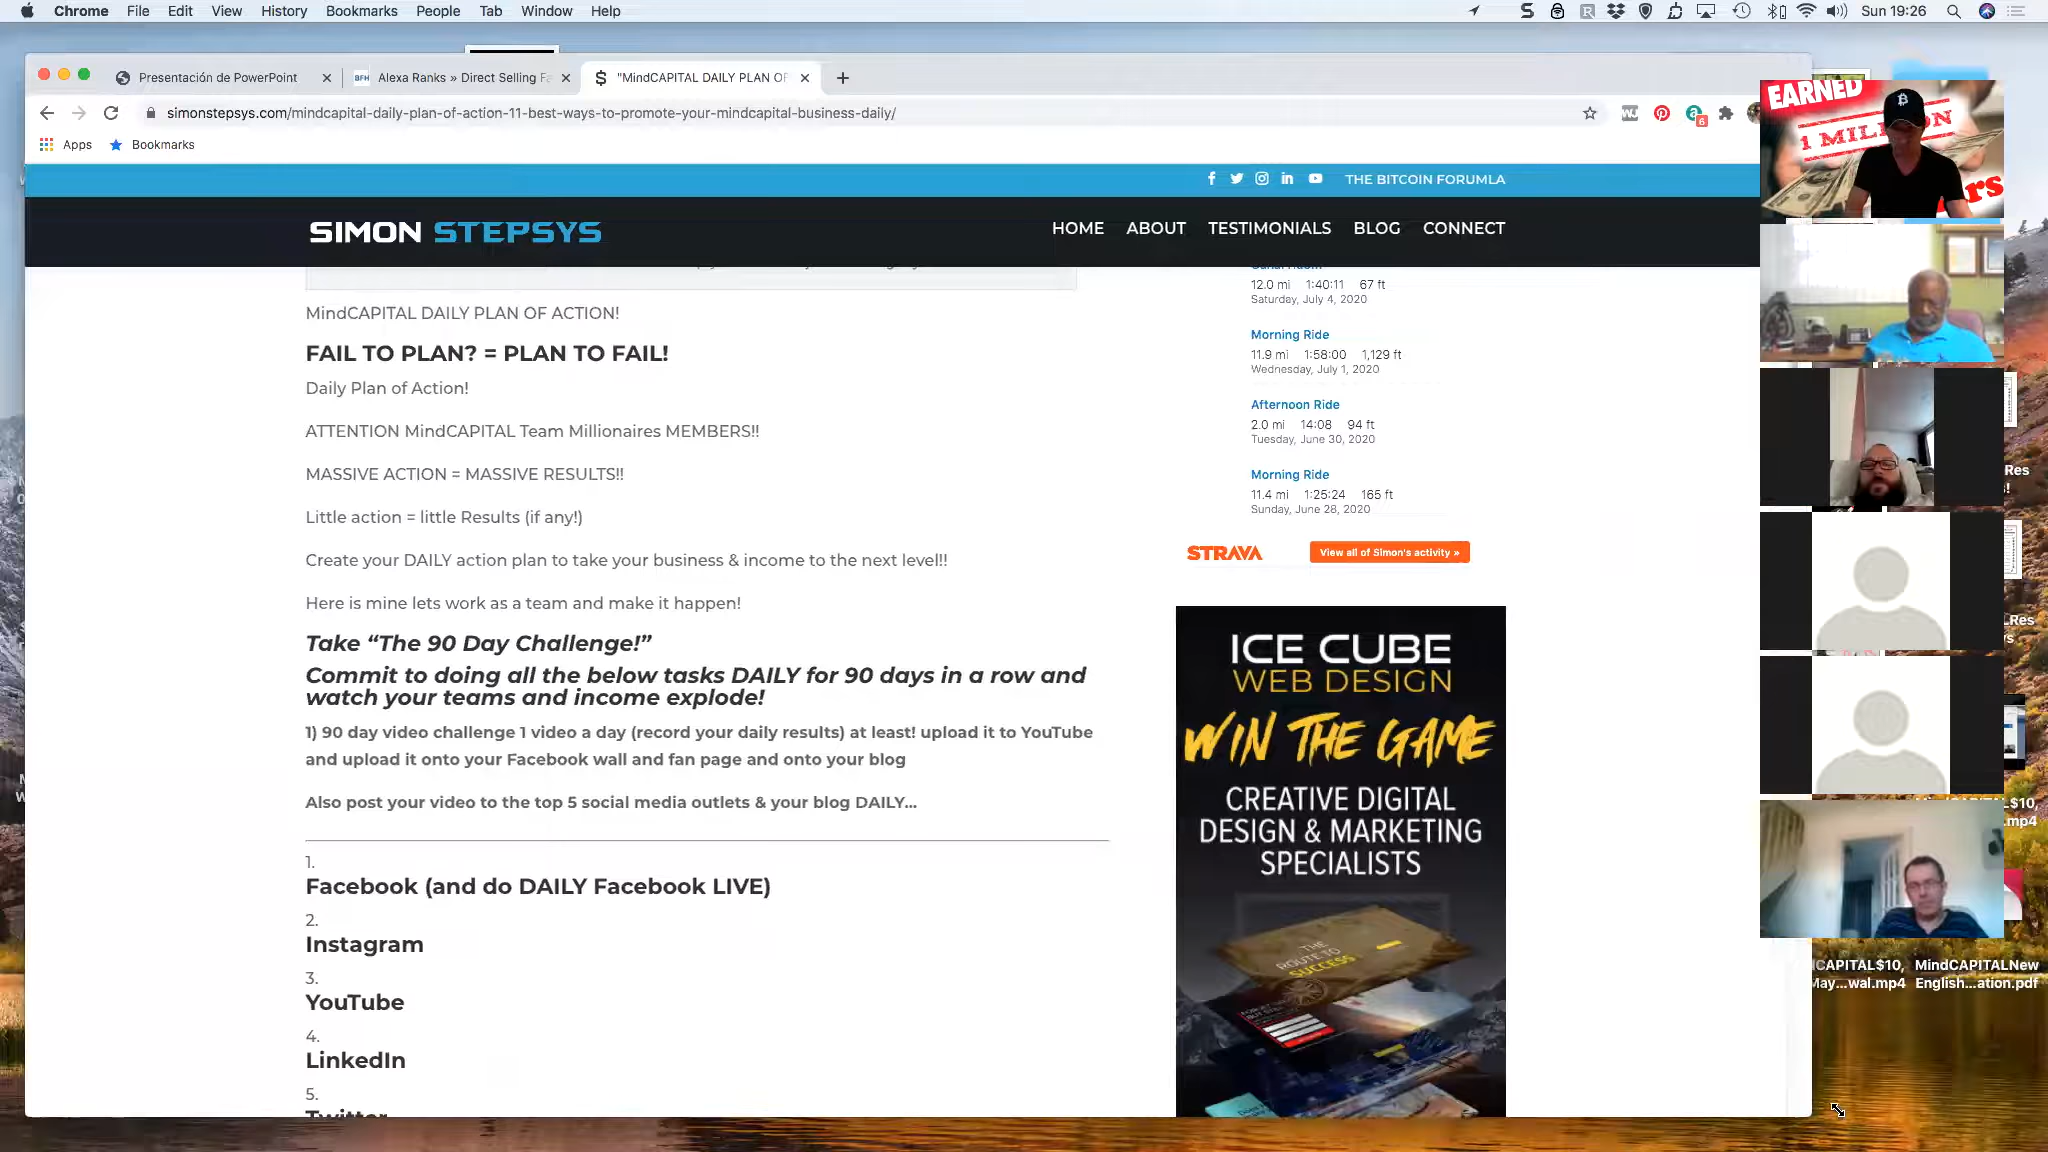 Chrome File Edit View History Bookmarks People Tab Window Help
Sun 19:26
Presentación de PowerPoint
Alexa Ranks » Direct Selling Fa
"MindCAPITAL DAILY PLAN OF
simonstepsys.com/mindcapital-daily-plan-of-action-11-best-ways-to-promote-your-mindcapital-business-daily/
Apps Bookmarks
THE BITCOIN FORUMLA
SIMON STEPSYS
HOME ABOUT TESTIMONIALS BLOG CONNECT
MindCAPITAL DAILY PLAN OF ACTION!
FAIL TO PLAN? = PLAN TO FAIL!
Daily Plan of Action!
ATTENTION MindCAPITAL Team Millionaires MEMBERS!!
MASSIVE ACTION = MASSIVE RESULTS!!
Little action = little Results (if any!)
Create your DAILY action plan to take your business & income to the next level!!
Here is mine lets work as a team and make it happen!
Take “The 90 Day Challenge!”
Commit to doing all the below tasks DAILY for 90 days in a row and
watch your teams and income explode!
1) 90 day video challenge 1 video a day (record your daily results) at least! upload it to YouTube
and upload it onto your Facebook wall and fan page and onto your blog
Also post your video to the top 5 social media outlets & your blog DAILY...
1.
Facebook (and do DAILY Facebook LIVE)
2.
Instagram
3.
YouTube
4.
LinkedIn
5.
Twitter
12.0 mi 1:40:11 67 ft
Saturday, July 4, 2020
Morning Ride
11.9 mi 1:58:00 1,129 ft
Wednesday, July 1, 2020
Afternoon Ride
2.0 mi 14:08 94 ft
Tuesday, June 30, 2020
Morning Ride
11.4 mi 1:25:24 165 ft
Sunday, June 28, 2020
STRAVA
View all of Simon's activity »
ICE CUBE
WEB DESIGN
WIN THE GAME
CREATIVE DIGITAL
DESIGN & MARKETING
SPECIALISTS
THE
ROUTE TO
SUCCESS
EARNED
1 MILLION
CAPITAL$10,
May...wal.mp4
MindCAPITALNew
English...ation.pdf